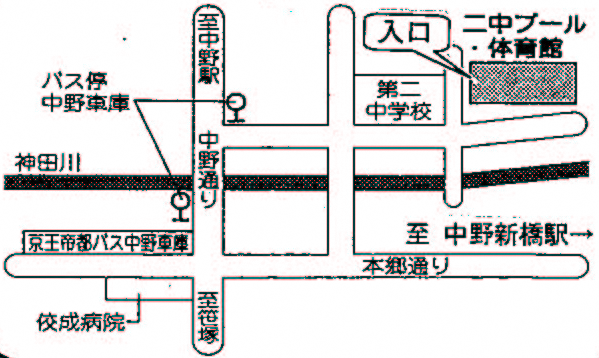 至中野駅
入口
二中プール
・体育館
バス停
中野車庫
第二
中学校
中野通り
神田川
至 中野新橋駅→
京王帝都バス中野車庫
本郷通り
至笹塚
佼成病院